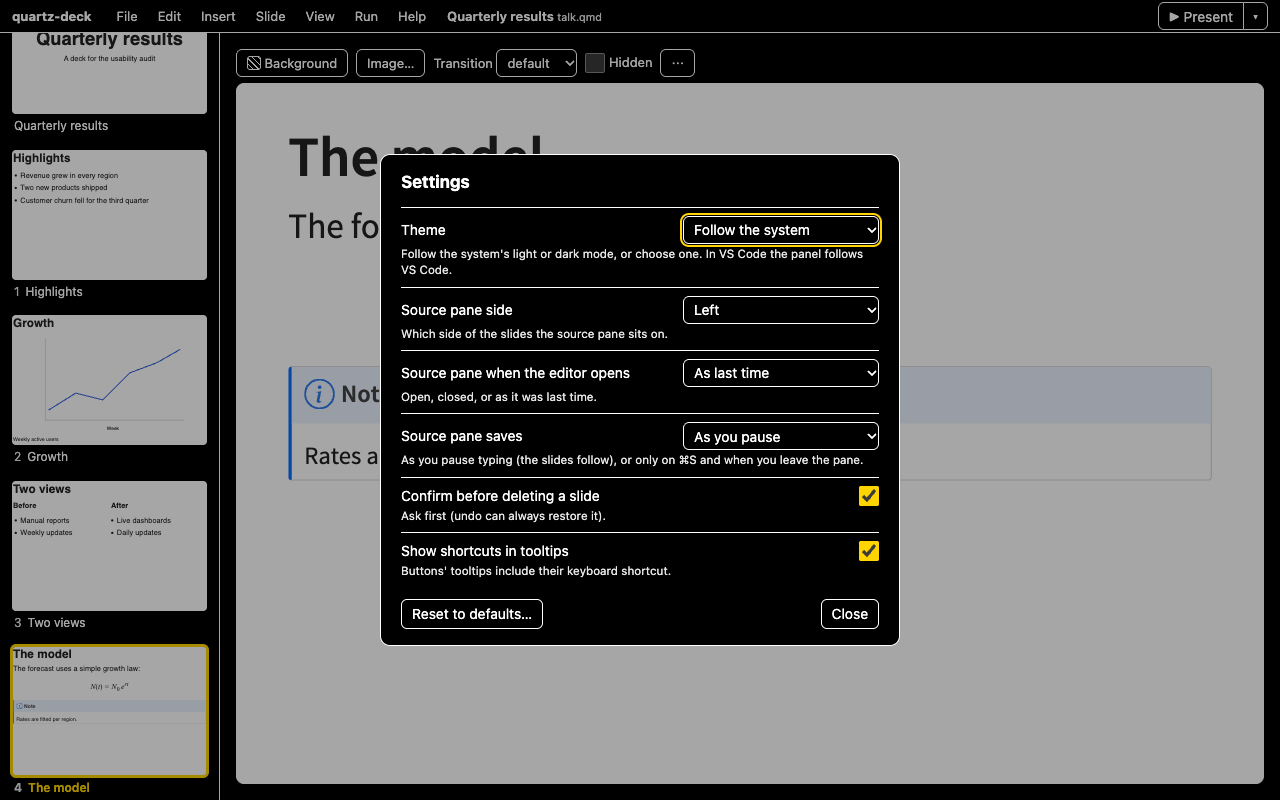 quartz-deck File Edit Insert Slide View Run Help Quarterly results talk.qmd Present
Quarterly results
A deck for the usability audit
Quarterly results
Highlights
• Revenue grew in every region
• Two new products shipped
• Customer churn fell for the third quarter
1 Highlights
Growth
Week
Weekly active users
2 Growth
Two views
Before After
• Manual reports • Live dashboards
• Weekly updates • Daily updates
3 Two views
The model
The forecast uses a simple growth law:
N(t) = N₀ eʳᵗ
Note
Rates are fitted per region.
4 The model
Background Image... Transition default Hidden ...
The model
The fo
Not
Rates a
Settings
Theme Follow the system
Follow the system's light or dark mode, or choose one. In VS Code the panel follows
VS Code.
Source pane side Left
Which side of the slides the source pane sits on.
Source pane when the editor opens As last time
Open, closed, or as it was last time.
Source pane saves As you pause
As you pause typing (the slides follow), or only on ⌘S and when you leave the pane.
Confirm before deleting a slide
Ask first (undo can always restore it).
Show shortcuts in tooltips
Buttons' tooltips include their keyboard shortcut.
Reset to defaults... Close